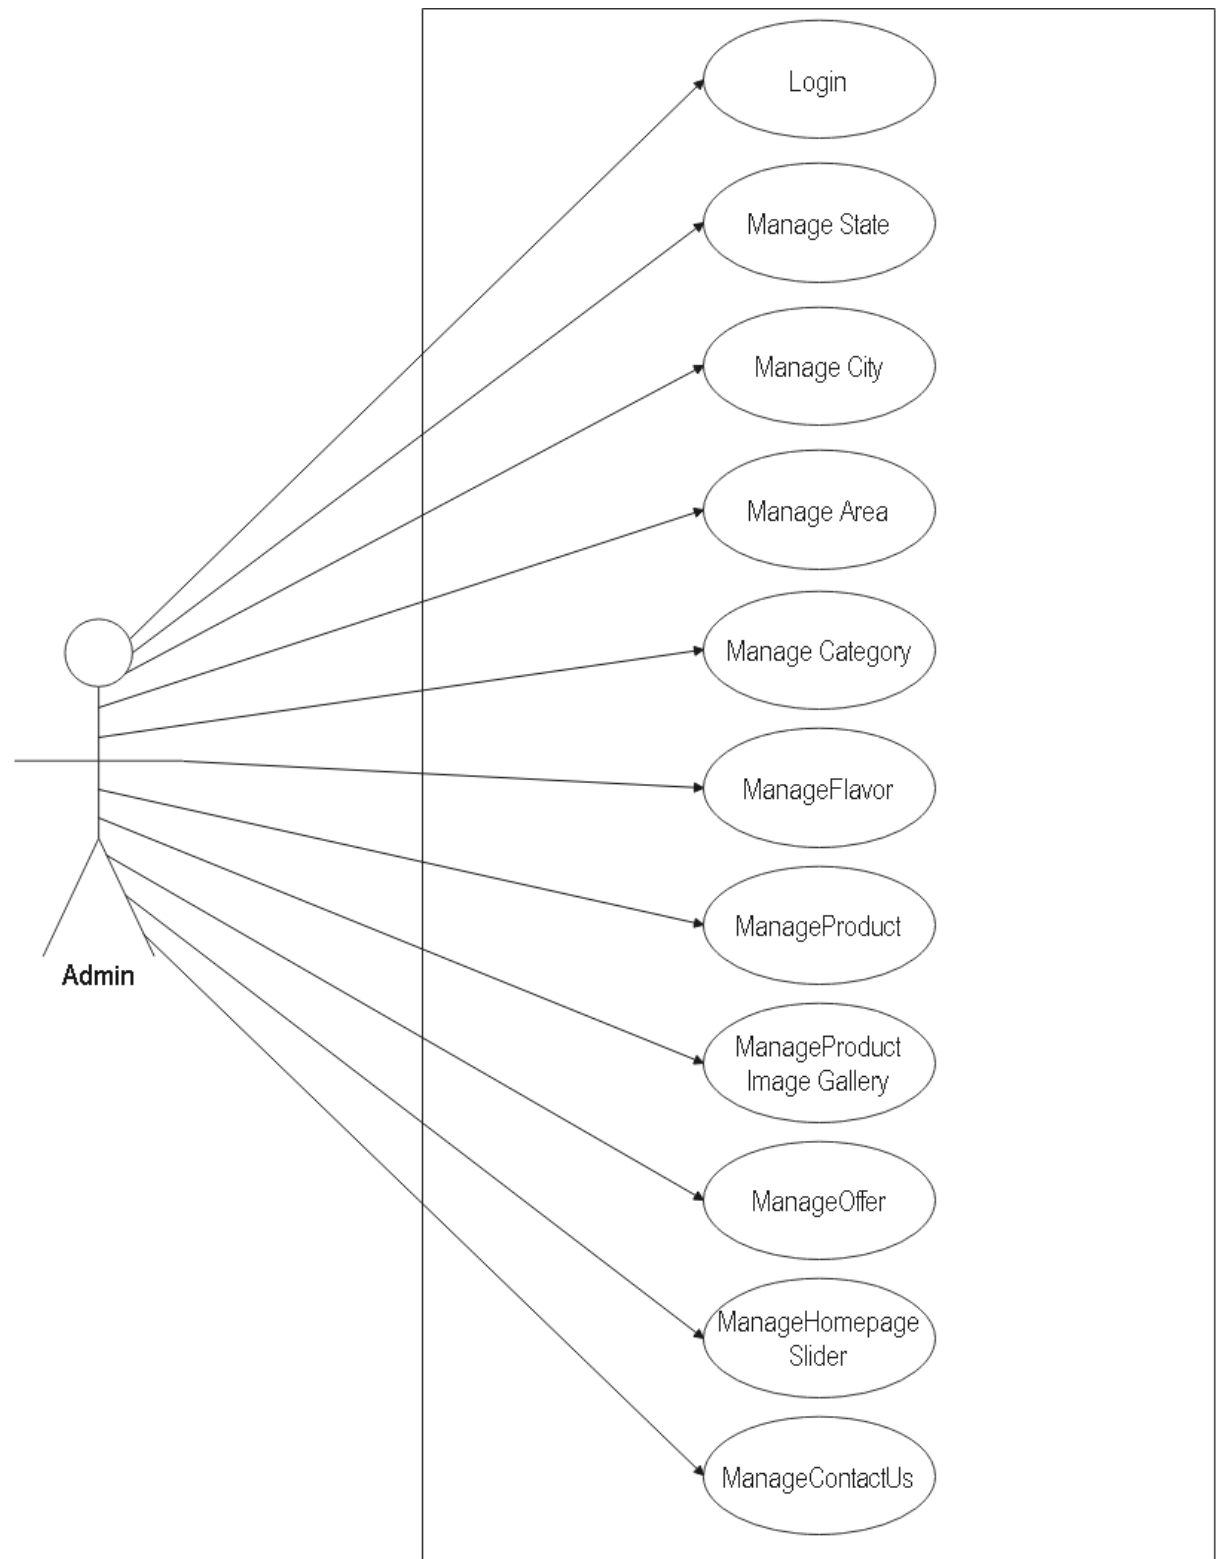 Login
Manage State
Manage City
Manage Area
Manage Category
ManageFlavor
ManageProduct
Admin
ManageProduct
Image Gallery
ManageOffer
ManageHomepage
Slider
ManageContactUs